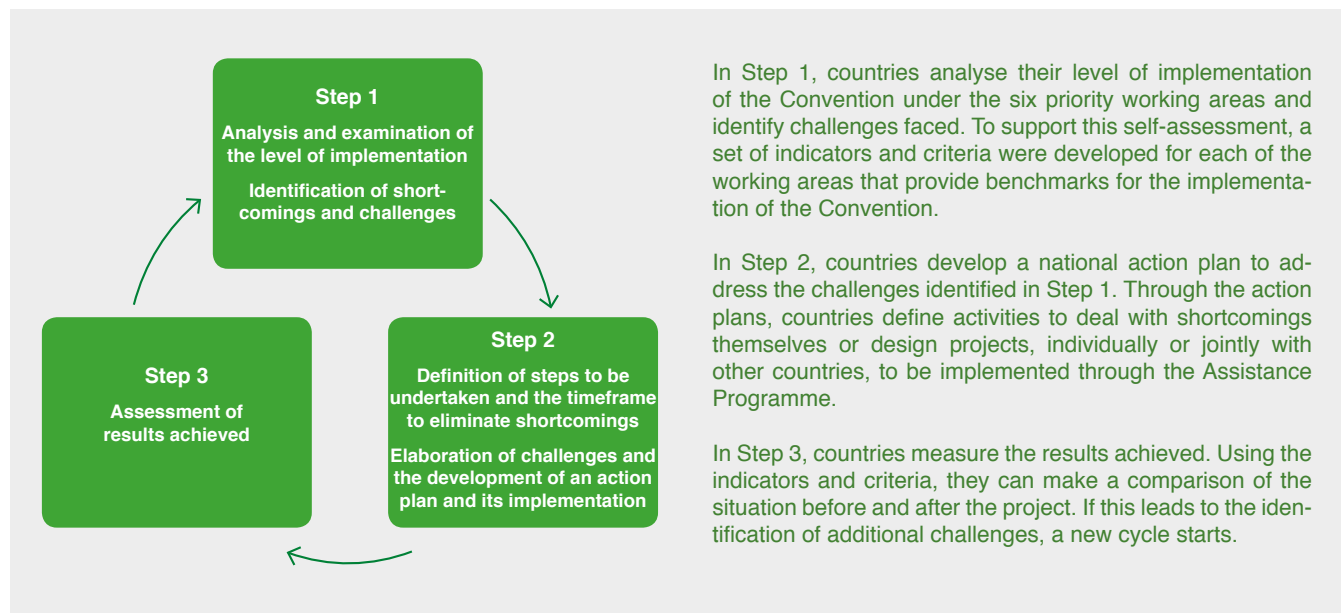 Step 1
Analysis and examination of
the level of implementation
Identification of short-
comings and challenges
Step 2
Definition of steps to be
undertaken and the timeframe
to eliminate shortcomings
Elaboration of challenges and
the development of an action
plan and its implementation
Step 3
Assessment of
results achieved
In Step 1, countries analyse their level of implementation
of the Convention under the six priority working areas and
identify challenges faced. To support this self-assessment, a
set of indicators and criteria were developed for each of the
working areas that provide benchmarks for the implementa-
tion of the Convention.
In Step 2, countries develop a national action plan to ad-
dress the challenges identified in Step 1. Through the action
plans, countries define activities to deal with shortcomings
themselves or design projects, individually or jointly with
other countries, to be implemented through the Assistance
Programme.
In Step 3, countries measure the results achieved. Using the
indicators and criteria, they can make a comparison of the
situation before and after the project. If this leads to the iden-
tification of additional challenges, a new cycle starts.